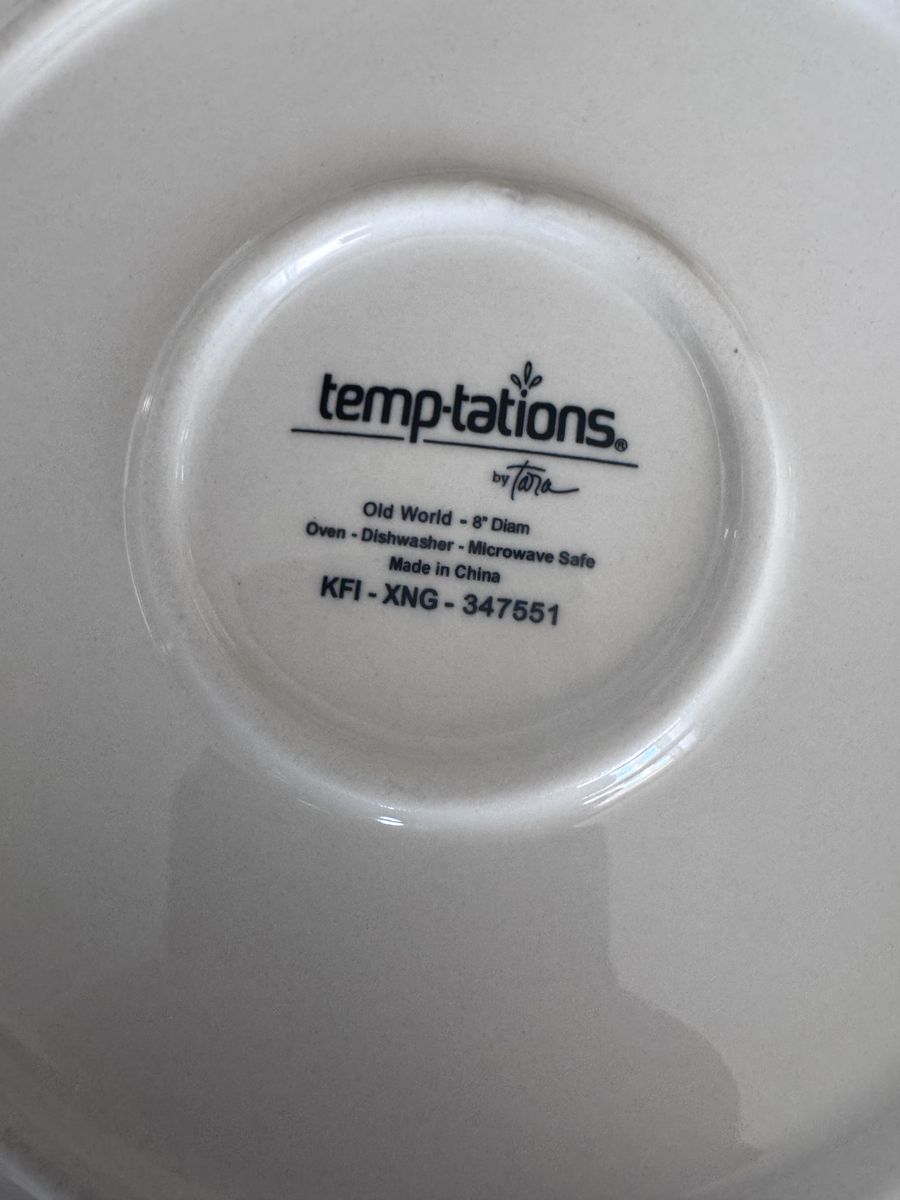 temp-tations®
by Tara
Old World - 8" Diam
Oven - Dishwasher - Microwave Safe
Made in China
KFI - XNG - 347551